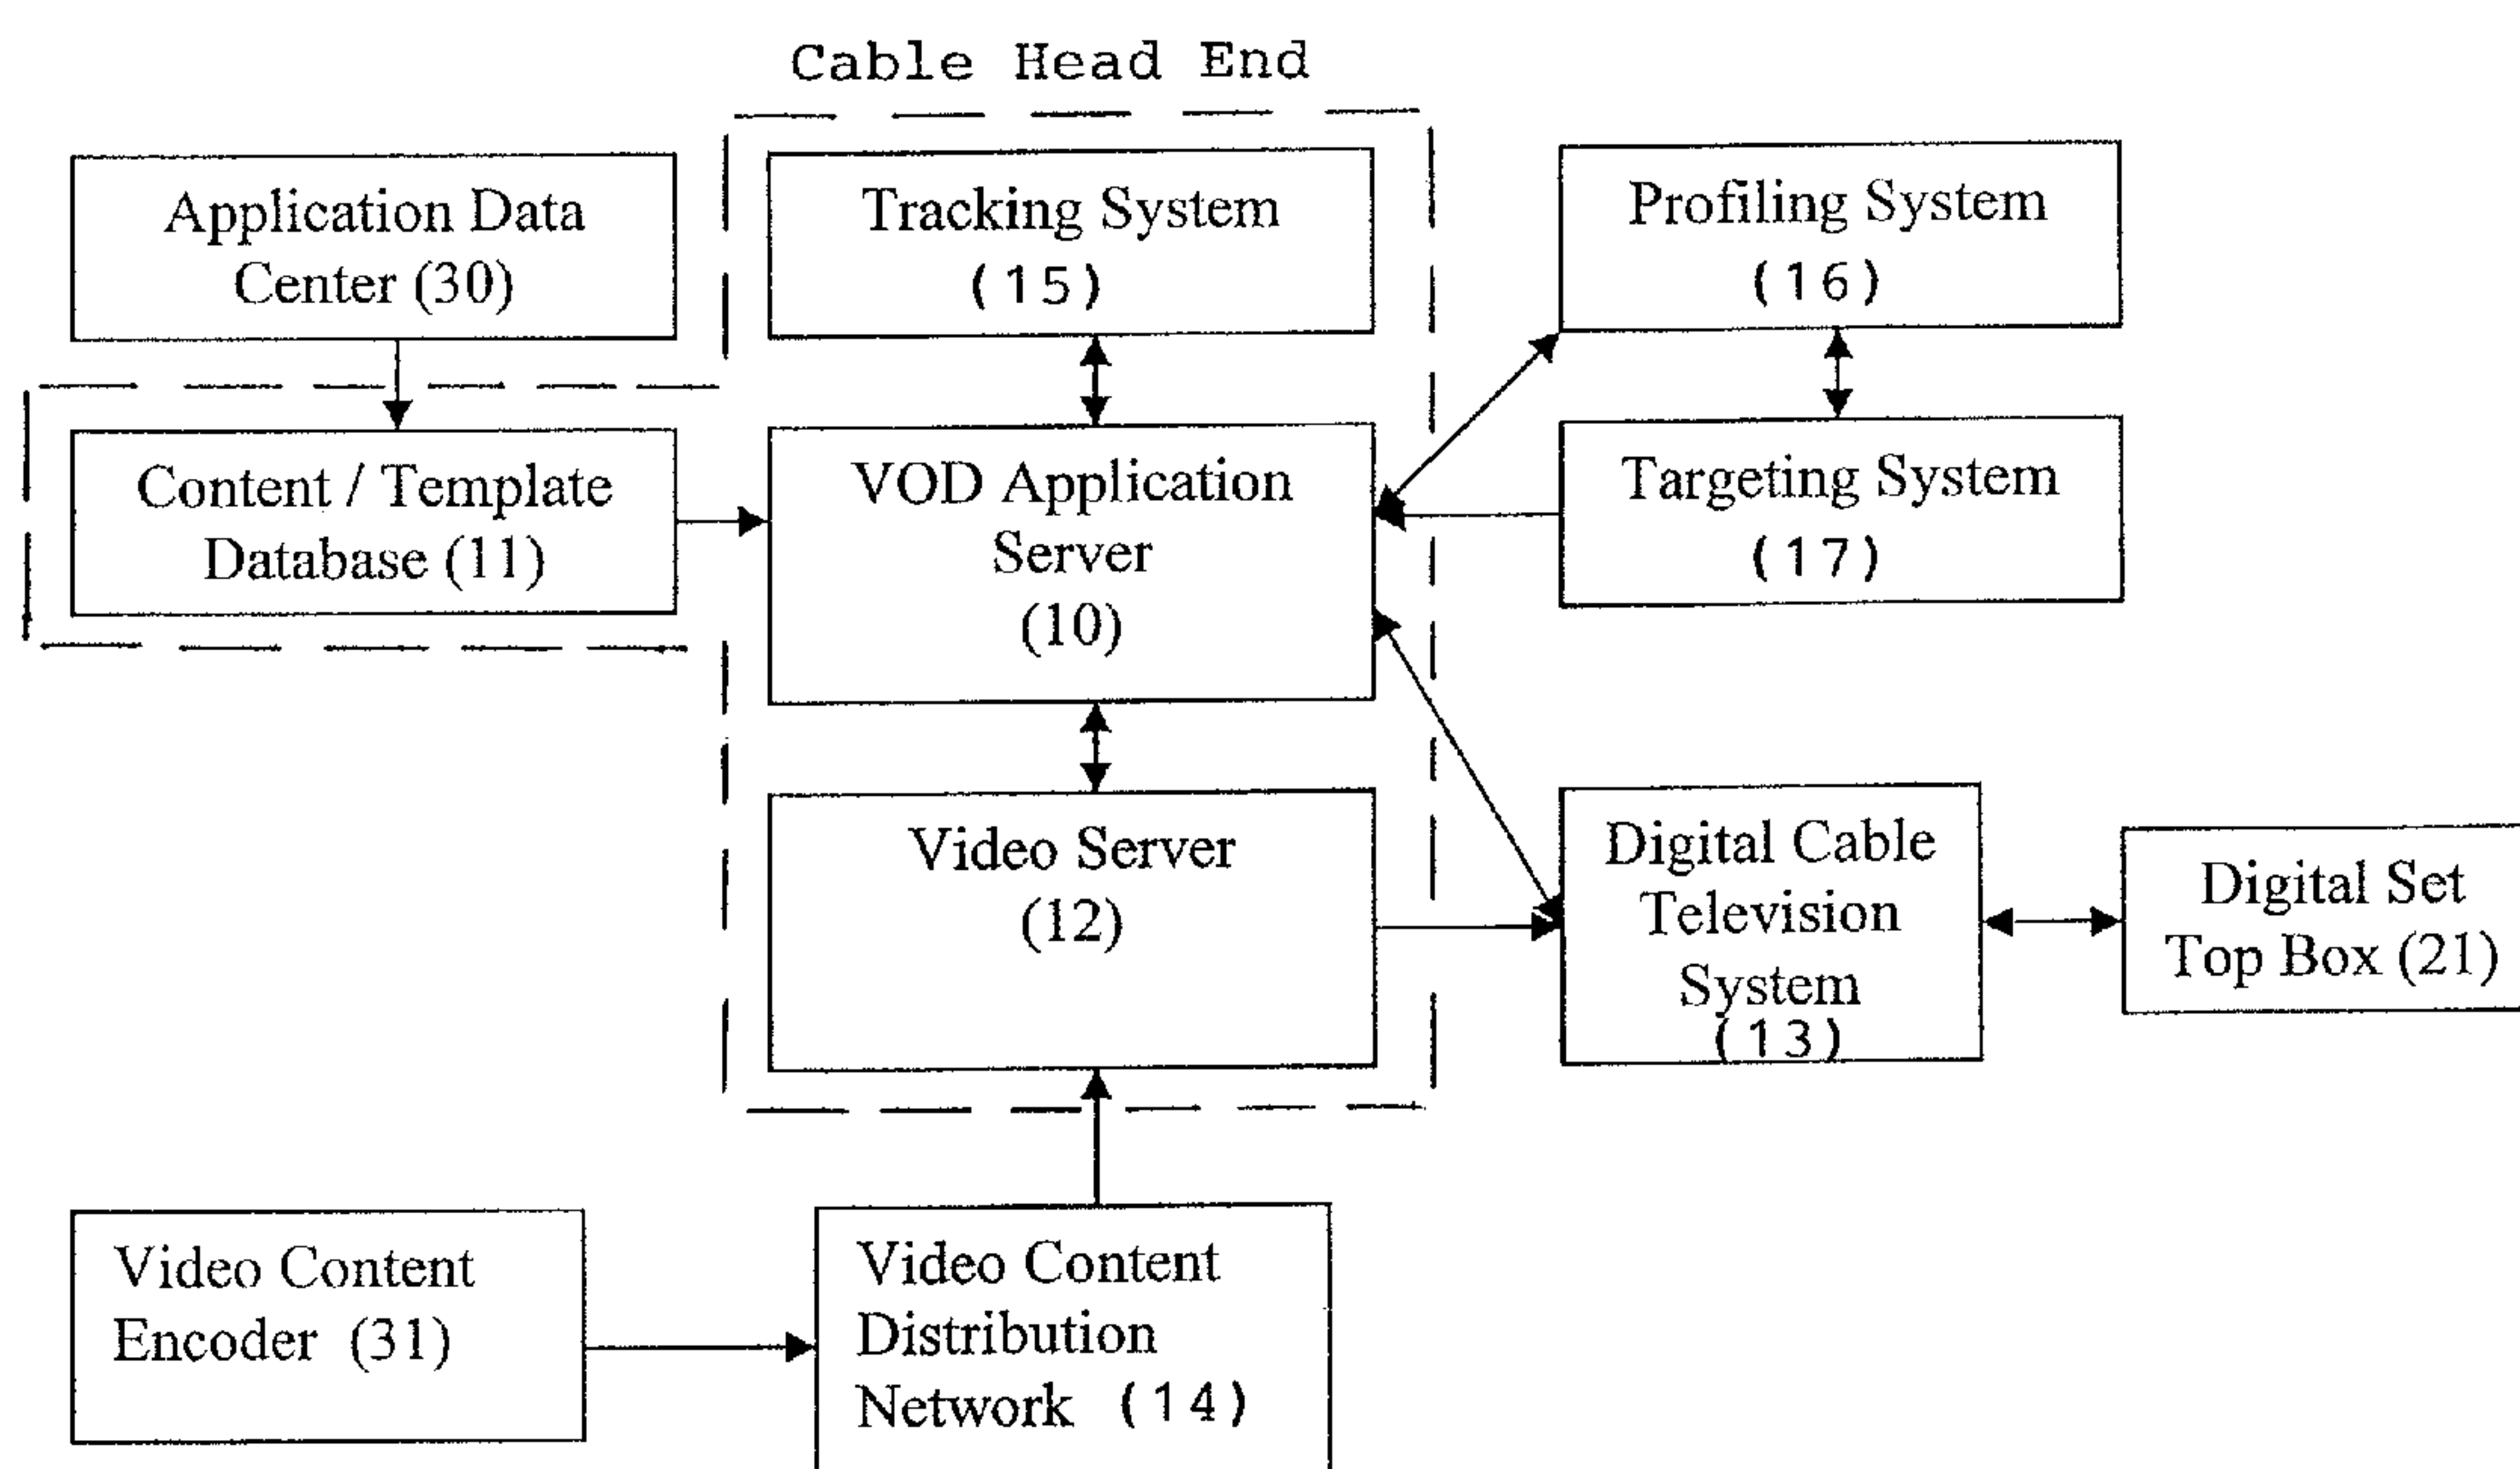 Cable Head End
Application Data
Center (30)
Tracking System
(15)
Profiling System
(16)
Content / Template
Database (11)
VOD Application
Server
(10)
Targeting System
(17)
Video Server
(12)
Digital Cable
Television
System
(13)
Digital Set
Top Box (21)
Video Content
Encoder (31)
Video Content
Distribution
Network (14)